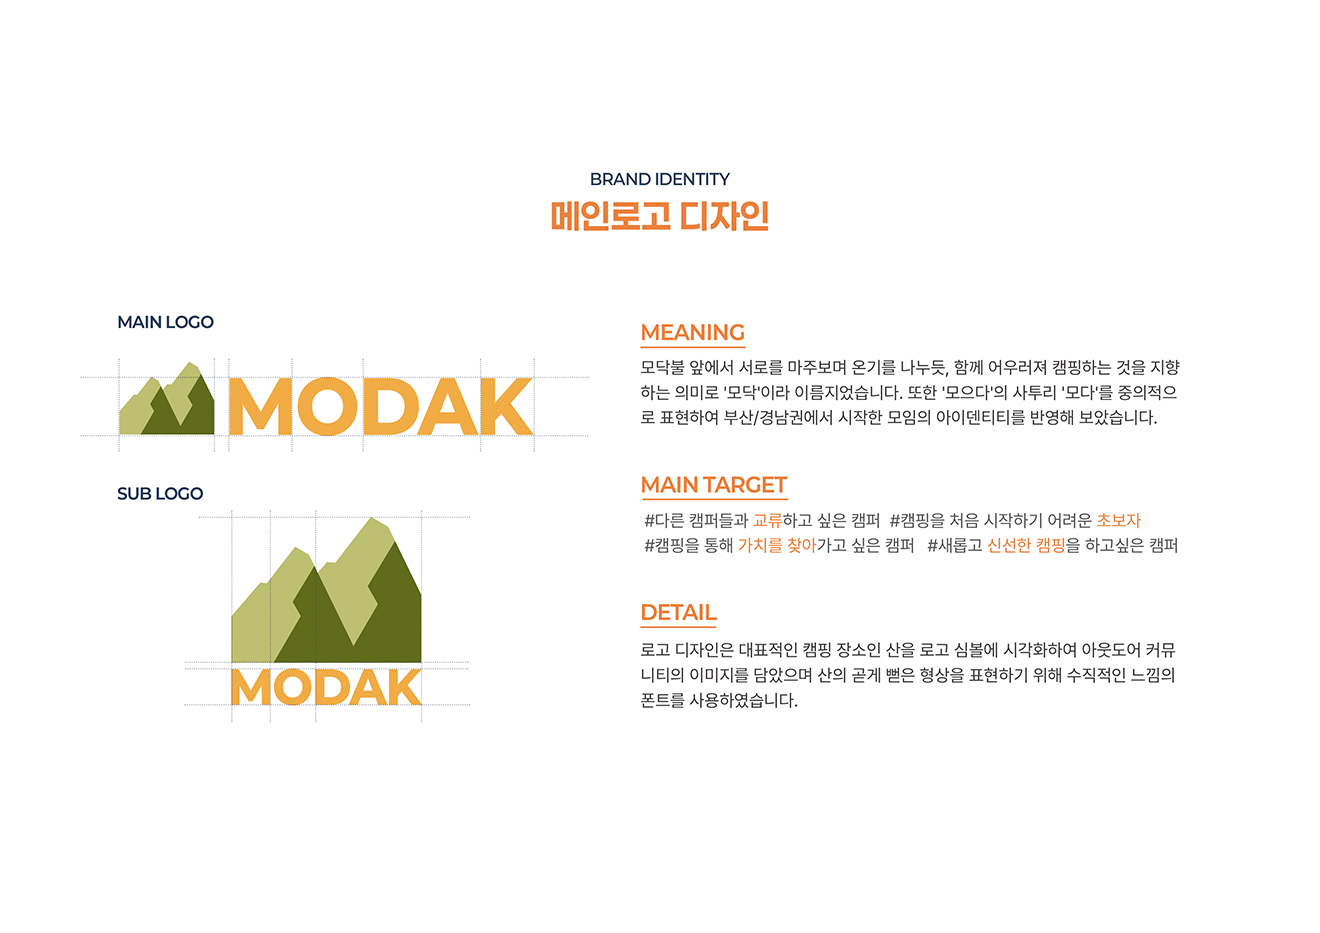 BRAND IDENTITY
메인로고 디자인
MAIN LOGO
MODAK
SUB LOGO
MODAK
MEANING
모닥불 앞에서 서로를 마주보며 온기를 나누듯, 함께 어우러져 캠핑하는 것을 지향
하는 의미로 '모닥'이라 이름지었습니다. 또한 '모으다'의 사투리 '모다'를 중의적으
로 표현하여 부산/경남권에서 시작한 모임의 아이덴티티를 반영해 보았습니다.
MAIN TARGET
#다른 캠퍼들과 교류하고 싶은 캠퍼 #캠핑을 처음 시작하기 어려운 초보자
#캠핑을 통해 가치를 찾아가고 싶은 캠퍼 #새롭고 신선한 캠핑을 하고싶은 캠퍼
DETAIL
로고 디자인은 대표적인 캠핑 장소인 산을 로고 심볼에 시각화하여 아웃도어 커뮤
니티의 이미지를 담았으며 산의 곧게 뻗은 형상을 표현하기 위해 수직적인 느낌의
폰트를 사용하였습니다.